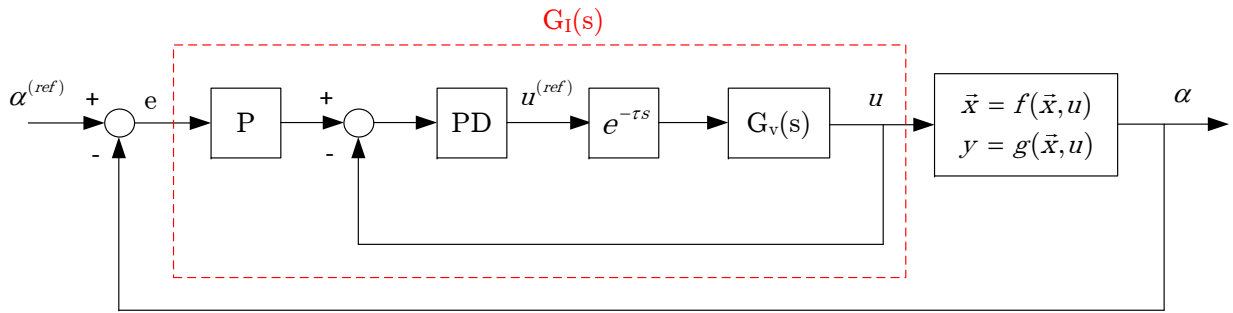 G_I(s)
α^(ref)
+
-
e
P
+
-
PD
u^(ref)
e^−τs
G_v(s)
u
x⃗ = f(x⃗,u)
y = g(x⃗,u)
α